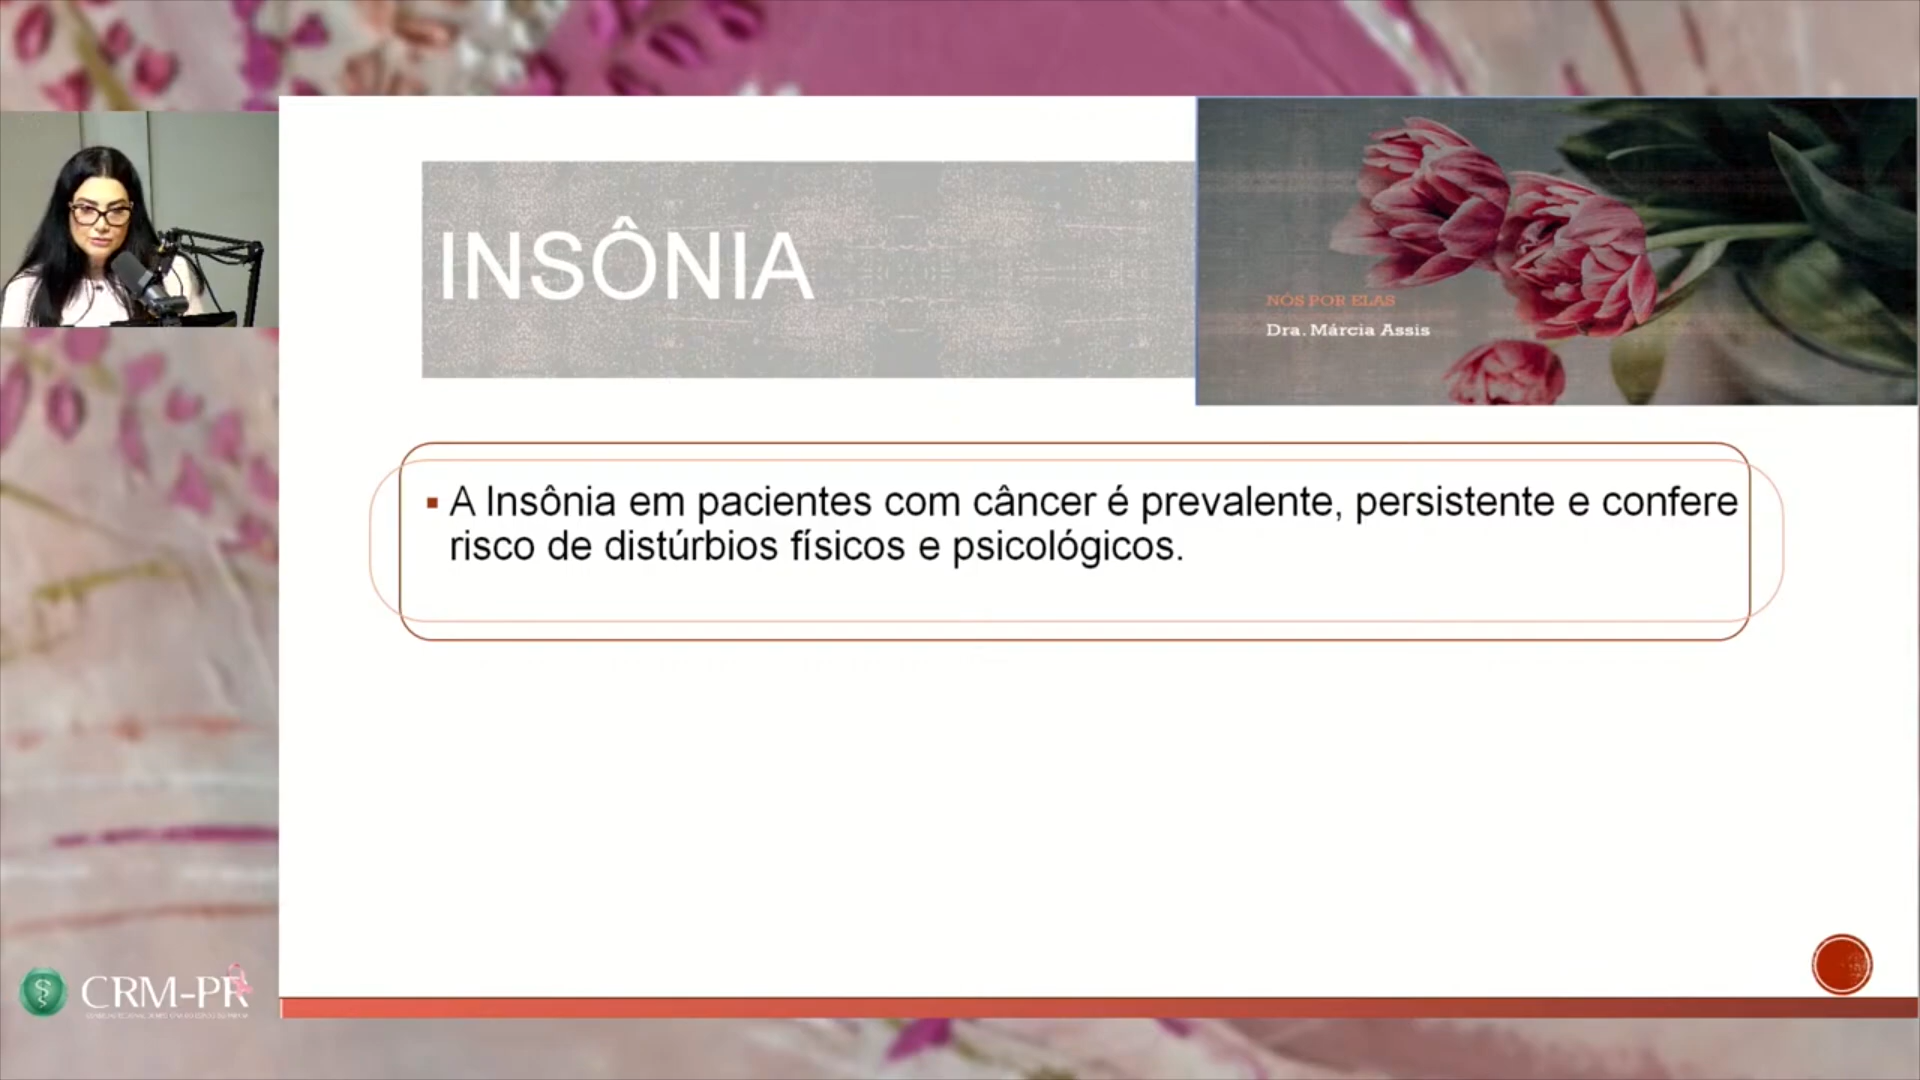 INSÔNIA
NÓS POR ELAS
Dra. Márcia Assis
A Insônia em pacientes com câncer é prevalente, persistente e confere
risco de distúrbios físicos e psicológicos.
CRM-PR